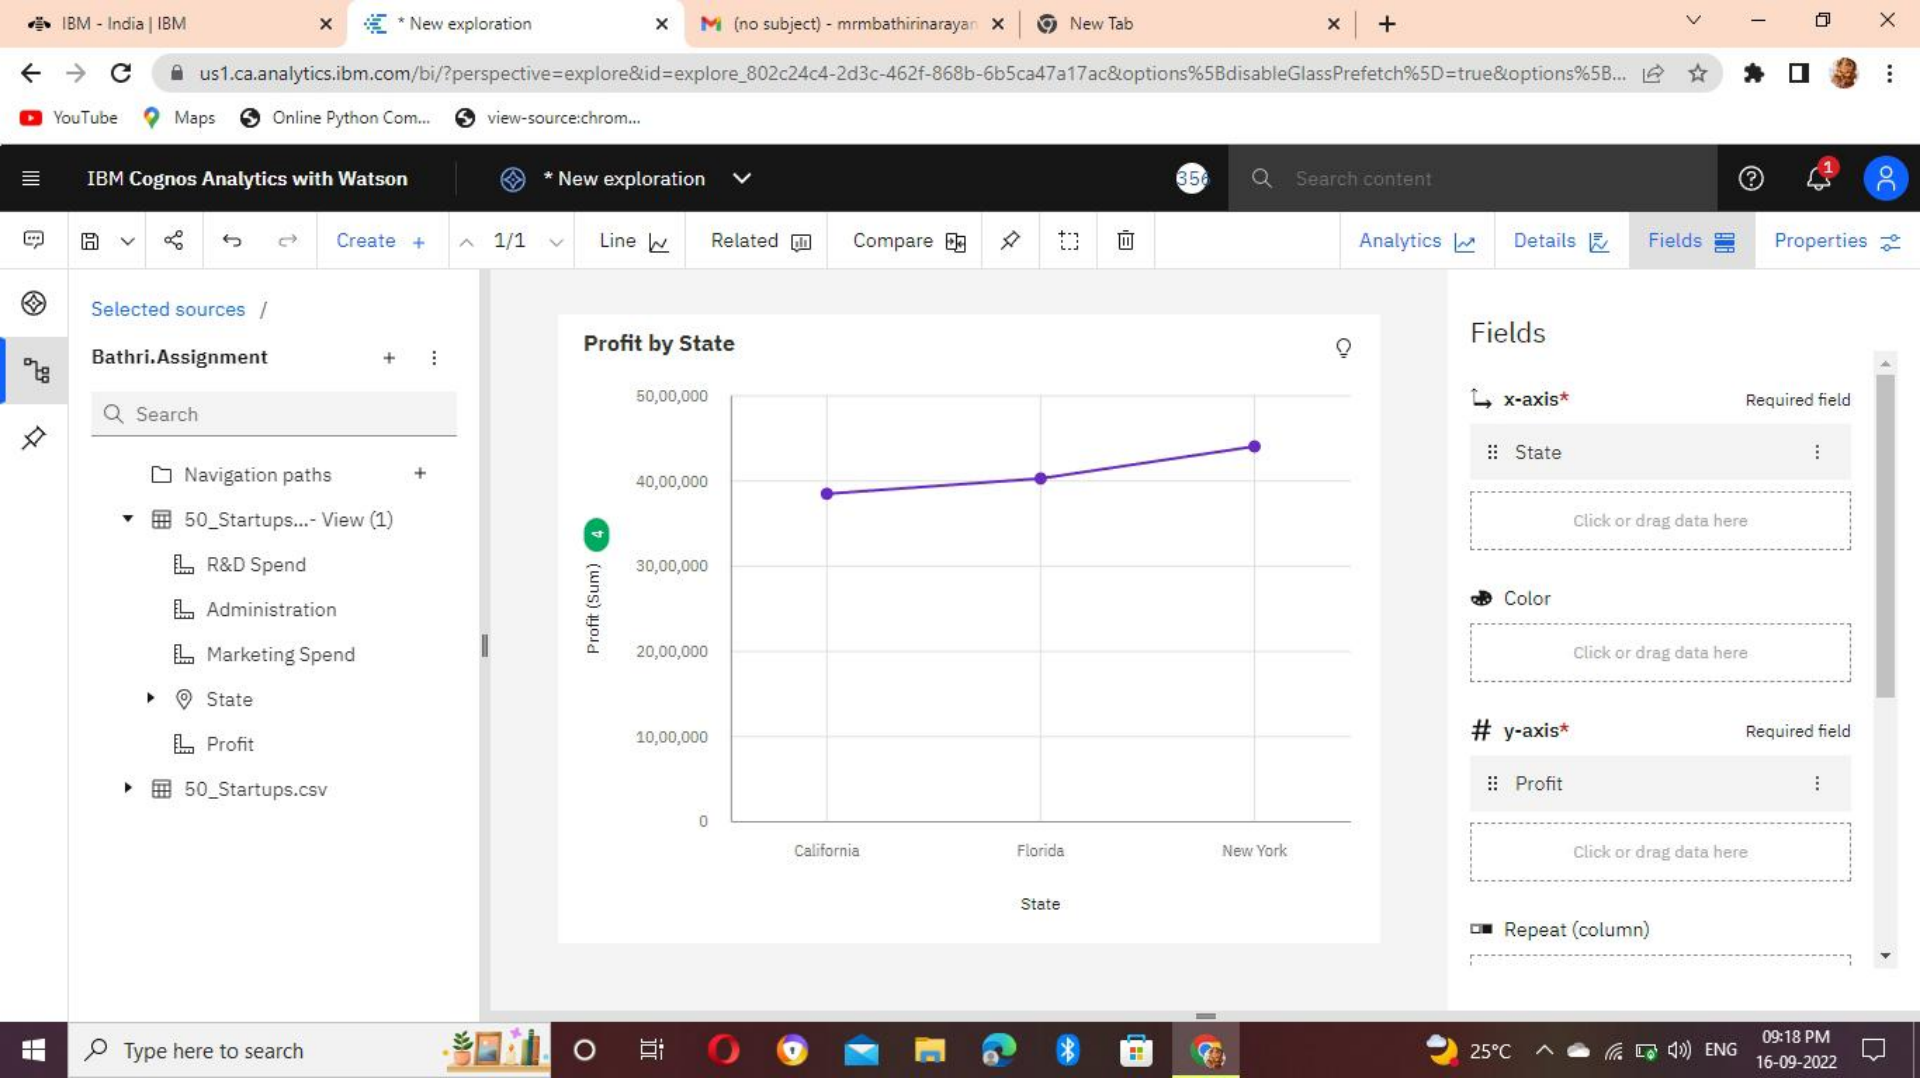 IBM - India | IBM
* New exploration
(no subject) - mrmbathirinarayan
New Tab
us1.ca.analytics.ibm.com/bi/?perspective=explore&id=explore_802c24c4-2d3c-462f-868b-6b5ca47a17ac&options%5BdisableGlassPrefetch%5D=true&options%5B...
YouTube
Maps
Online Python Com...
view-source:chrom...
IBM Cognos Analytics with Watson
* New exploration
356
Search content
1
Create +
1/1
Line
Related
Compare
Analytics
Details
Fields
Properties
Selected sources /
Bathri.Assignment
Search
Navigation paths
50_Startups...- View (1)
R&D Spend
Administration
Marketing Spend
State
Profit
50_Startups.csv
Profit by State
50,00,000
40,00,000
30,00,000
20,00,000
10,00,000
0
4
Profit (Sum)
California
Florida
New York
State
Fields
x-axis*
Required field
State
Click or drag data here
Color
Click or drag data here
# y-axis*
Required field
Profit
Click or drag data here
Repeat (column)
Type here to search
25°C
ENG
09:18 PM
16-09-2022